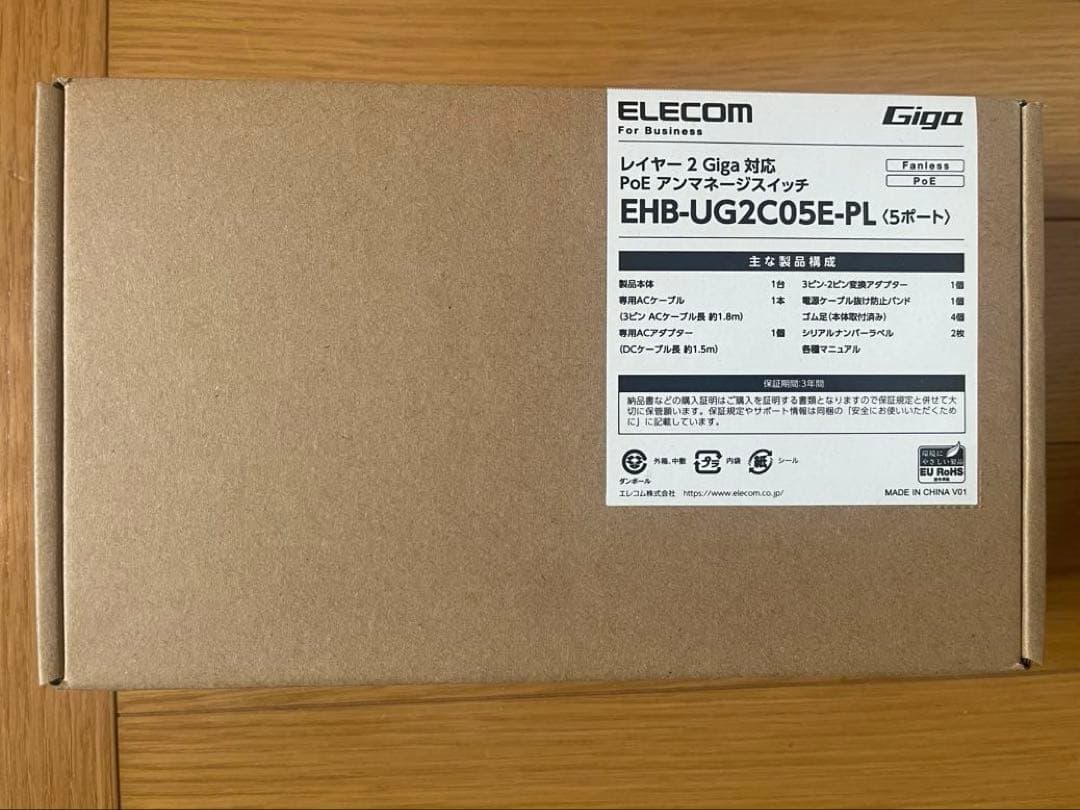 ELECOM
For Business
Giga
レイヤー 2 Giga 対応
PoE アンマネージスイッチ
Fanless
PoE
EHB-UG2C05E-PL〈5ポート〉
主な製品構成
製品本体 1台
専用ACケーブル 1本
(3ピン ACケーブル長 約1.8m)
専用ACアダプター 1個
(DCケーブル長 約1.5m)
3ピン-2ピン変換アダプター 1個
電源ケーブル抜け防止バンド 1個
ゴム足(本体取付済み) 4個
シリアルナンバーラベル 2枚
各種マニュアル
保証期間:3年間
納品書などの購入証明はご購入を証明する書類となりますので保証規定と併せて大
切に保管願います。保証規定やサポート情報は同梱の「安全にお使いいただくため
に」に記載しています。
ダンボール
外箱、中敷
プラ
内袋
紙
シール
環境に
やさしい製品
EU RoHS
エレコム株式会社 https://www.elecom.co.jp/
MADE IN CHINA V01